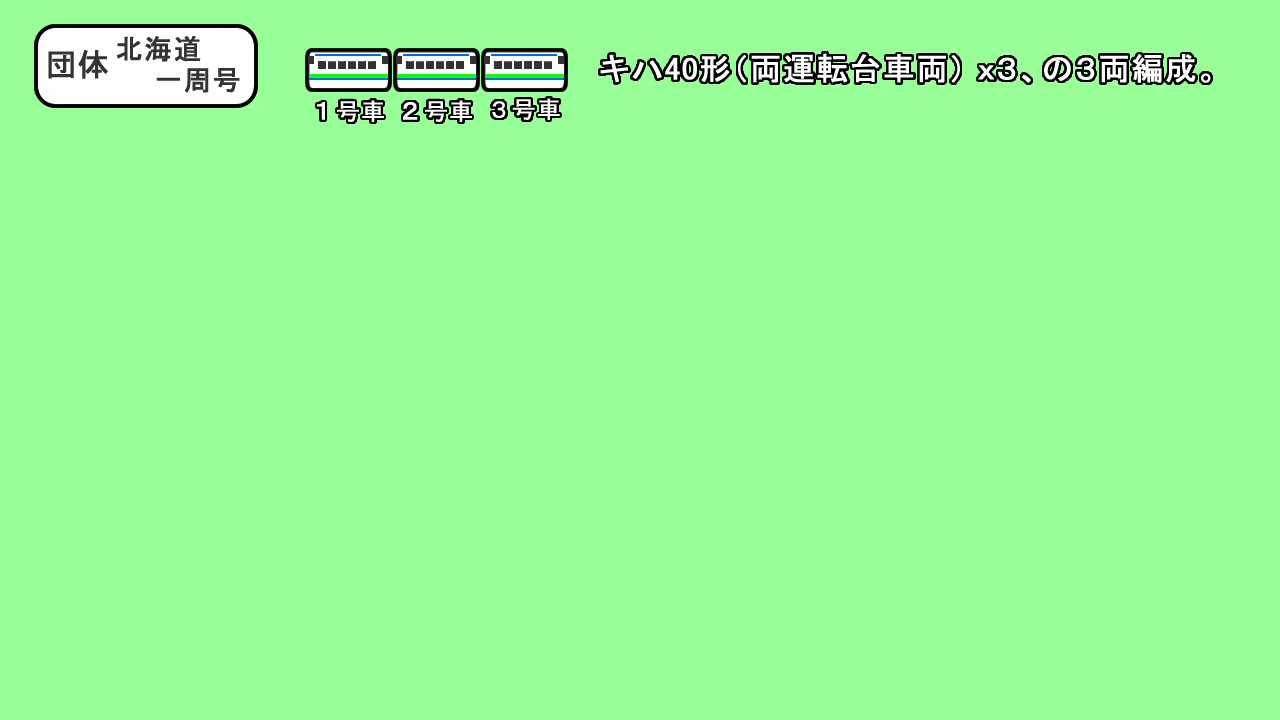 団体 北海道
一周号
キハ40形(両運転台車両) x3、の3両編成。
1号車 2号車 3号車